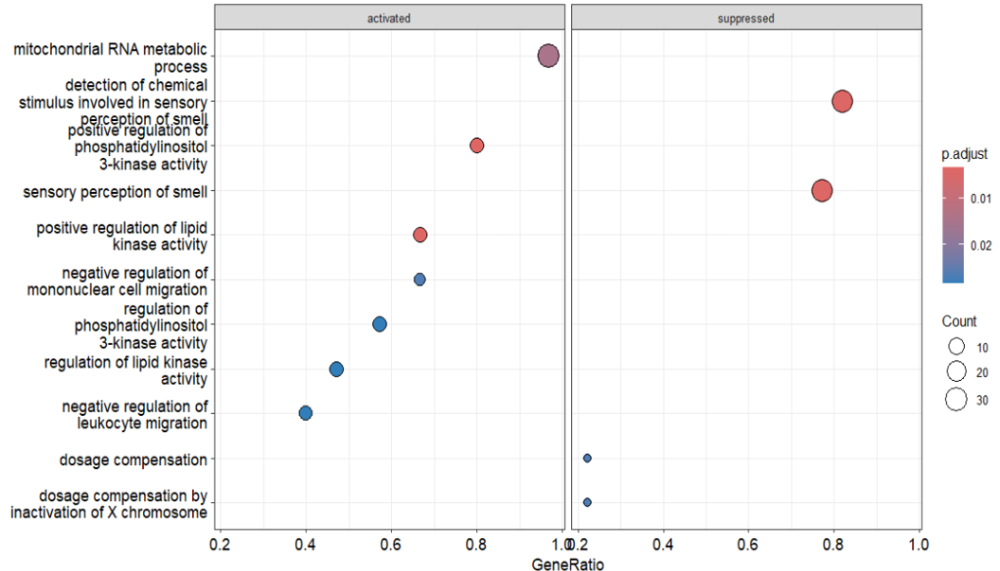 activated
suppressed
mitochondrial RNA metabolic
process
detection of chemical
stimulus involved in sensory
perception of smell
positive regulation of
phosphatidylinositol
3-kinase activity
sensory perception of smell
positive regulation of lipid
kinase activity
negative regulation of
mononuclear cell migration
regulation of
phosphatidylinositol
3-kinase activity
regulation of lipid kinase
activity
negative regulation of
leukocyte migration
dosage compensation
dosage compensation by
inactivation of X chromosome
0.2 0.4 0.6 0.8 1.0 0.2 0.4 0.6 0.8 1.0
GeneRatio
p.adjust
0.01
0.02
Count
10
20
30